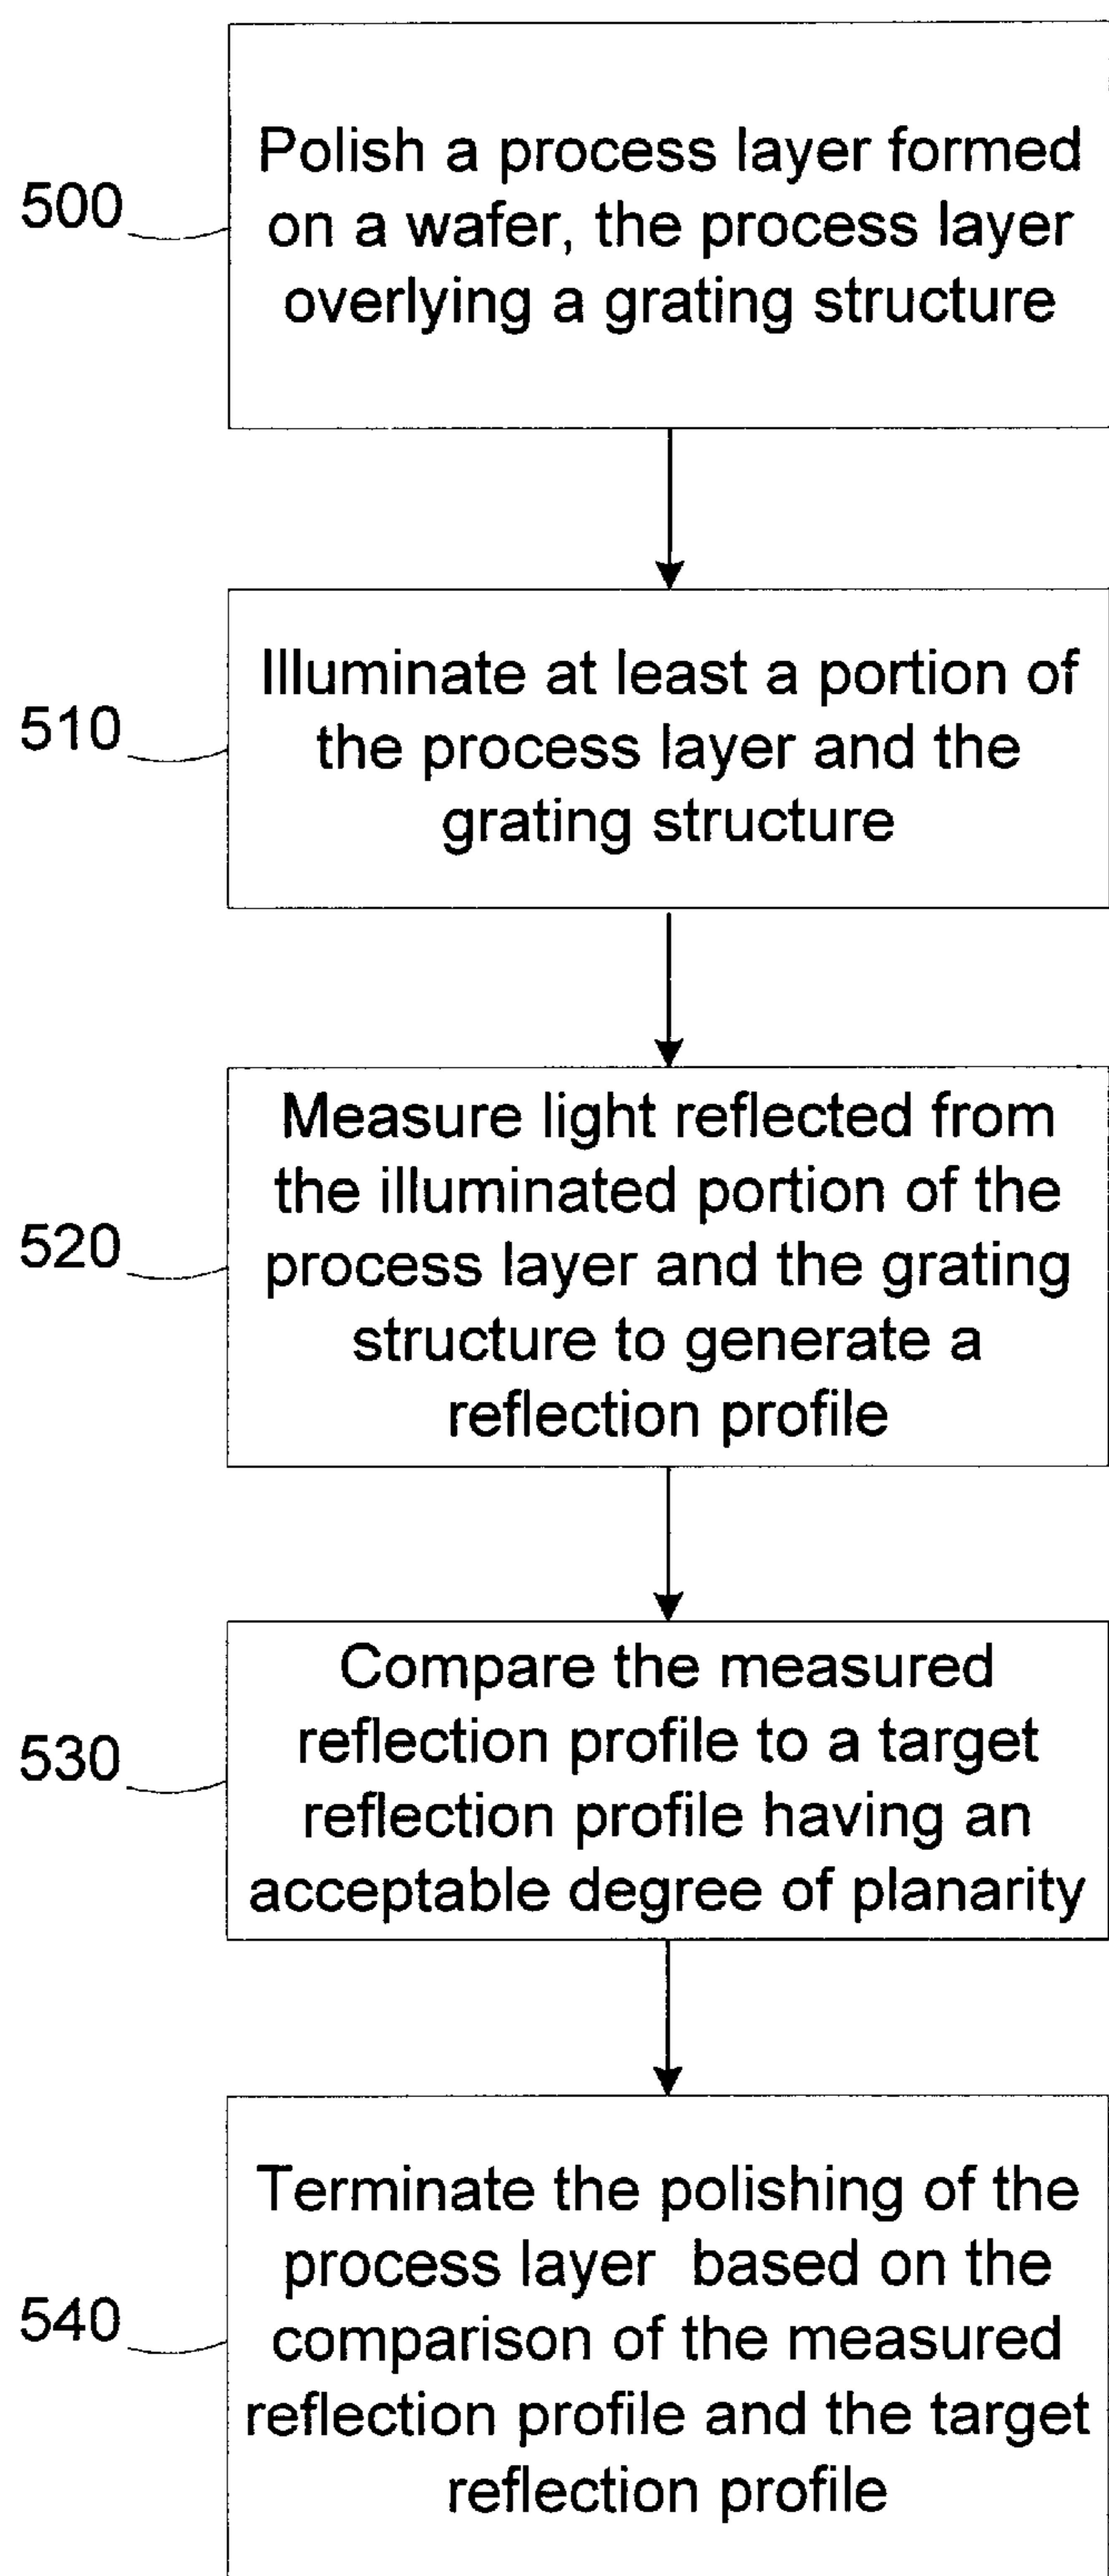 500
Polish a process layer formed
on a wafer, the process layer
overlying a grating structure
510
Illuminate at least a portion of
the process layer and the
grating structure
520
Measure light reflected from
the illuminated portion of the
process layer and the grating
structure to generate a
reflection profile
530
Compare the measured
reflection profile to a target
reflection profile having an
acceptable degree of planarity
540
Terminate the polishing of the
process layer  based on the
comparison of the measured
reflection profile and the target
reflection profile